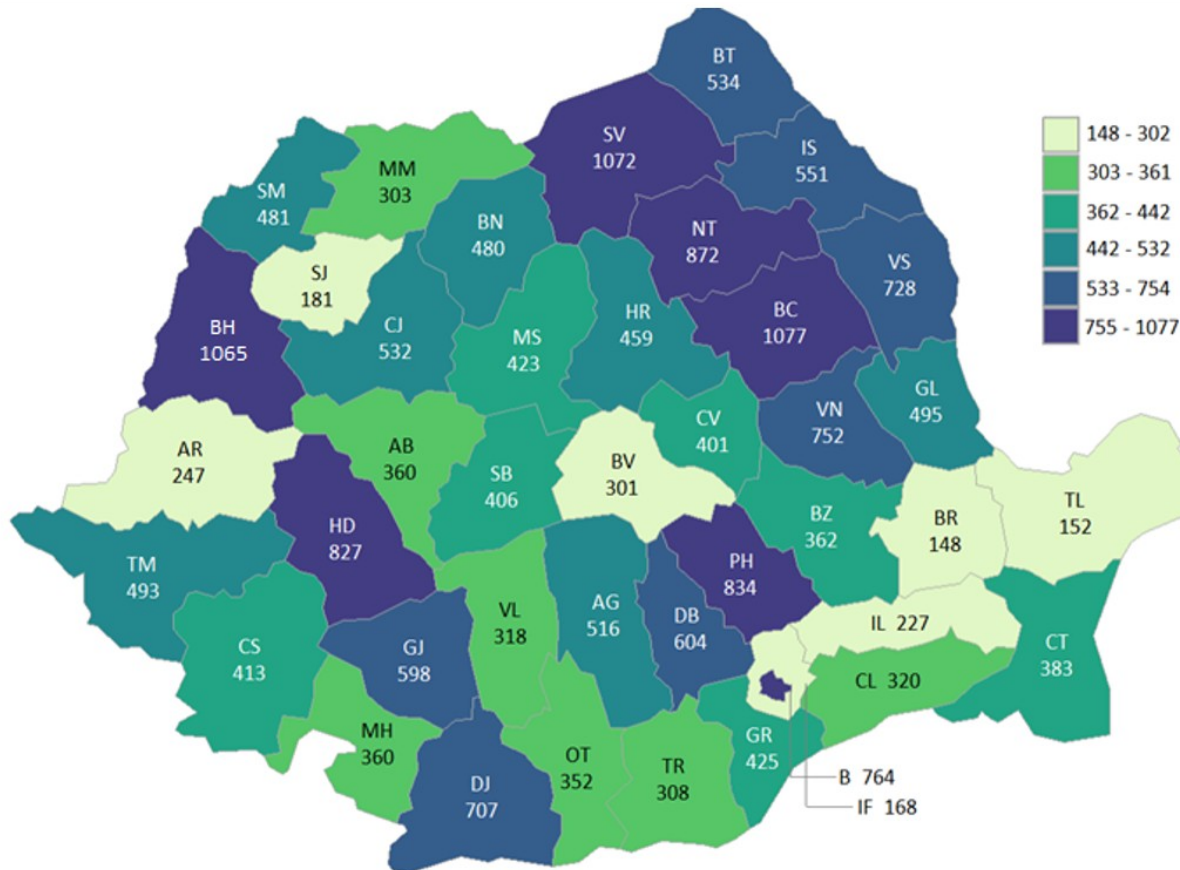 BT
534
SV
1072
IS
551
MM
303
SM
481
BN
480
NT
872
VS
728
SJ
181
BH
1065
CJ
532
MS
423
HR
459
BC
1077
GL
495
AR
247
AB
360
SB
406
BV
301
CV
401
VN
752
HD
827
BZ
362
BR
148
TL
152
TM
493
PH
834
CS
413
GJ
598
VL
318
AG
516
DB
604
IL 227
CT
383
CL 320
MH
360
DJ
707
OT
352
TR
308
GR
425
B 764
IF 168
148 - 302
303 - 361
362 - 442
442 - 532
533 - 754
755 - 1077